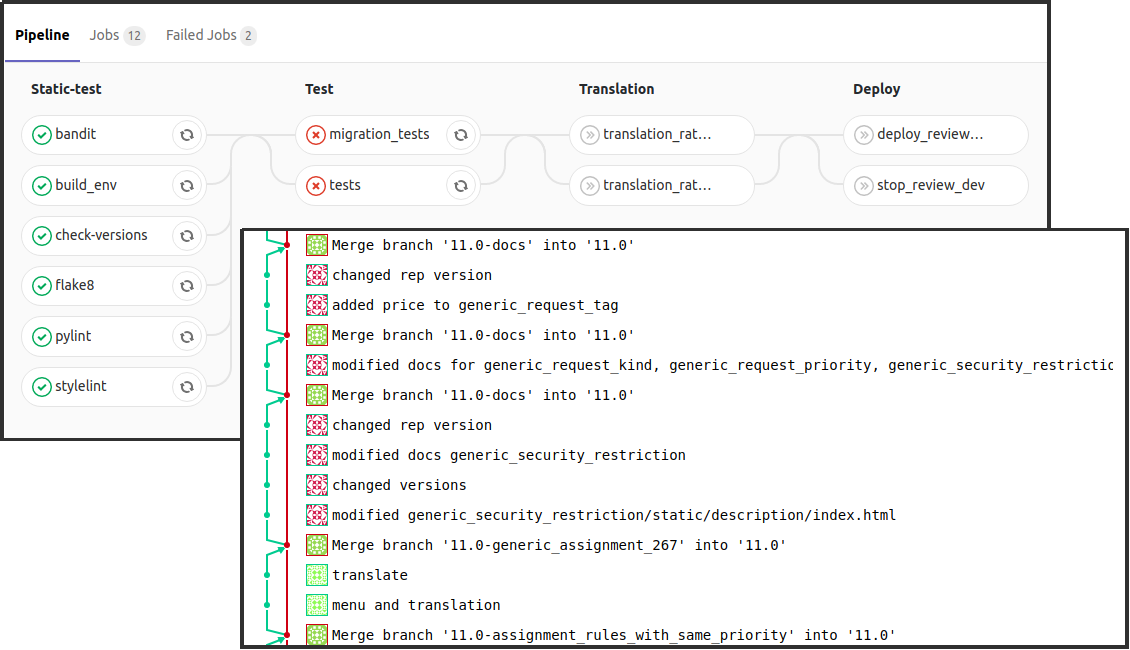 Pipeline Jobs 12 Failed Jobs 2
Static-test Test Translation Deploy
bandit migration_tests translation_rat... deploy_review...
build_env tests translation_rat... stop_review_dev
check-versions
flake8
pylint
stylelint
Merge branch '11.0-docs' into '11.0'
changed rep version
added price to generic_request_tag
Merge branch '11.0-docs' into '11.0'
modified docs for generic_request_kind, generic_request_priority, generic_security_restrictic
Merge branch '11.0-docs' into '11.0'
changed rep version
modified docs generic_security_restriction
changed versions
modified generic_security_restriction/static/description/index.html
Merge branch '11.0-generic_assignment_267' into '11.0'
translate
menu and translation
Merge branch '11.0-assignment_rules_with_same_priority' into '11.0'